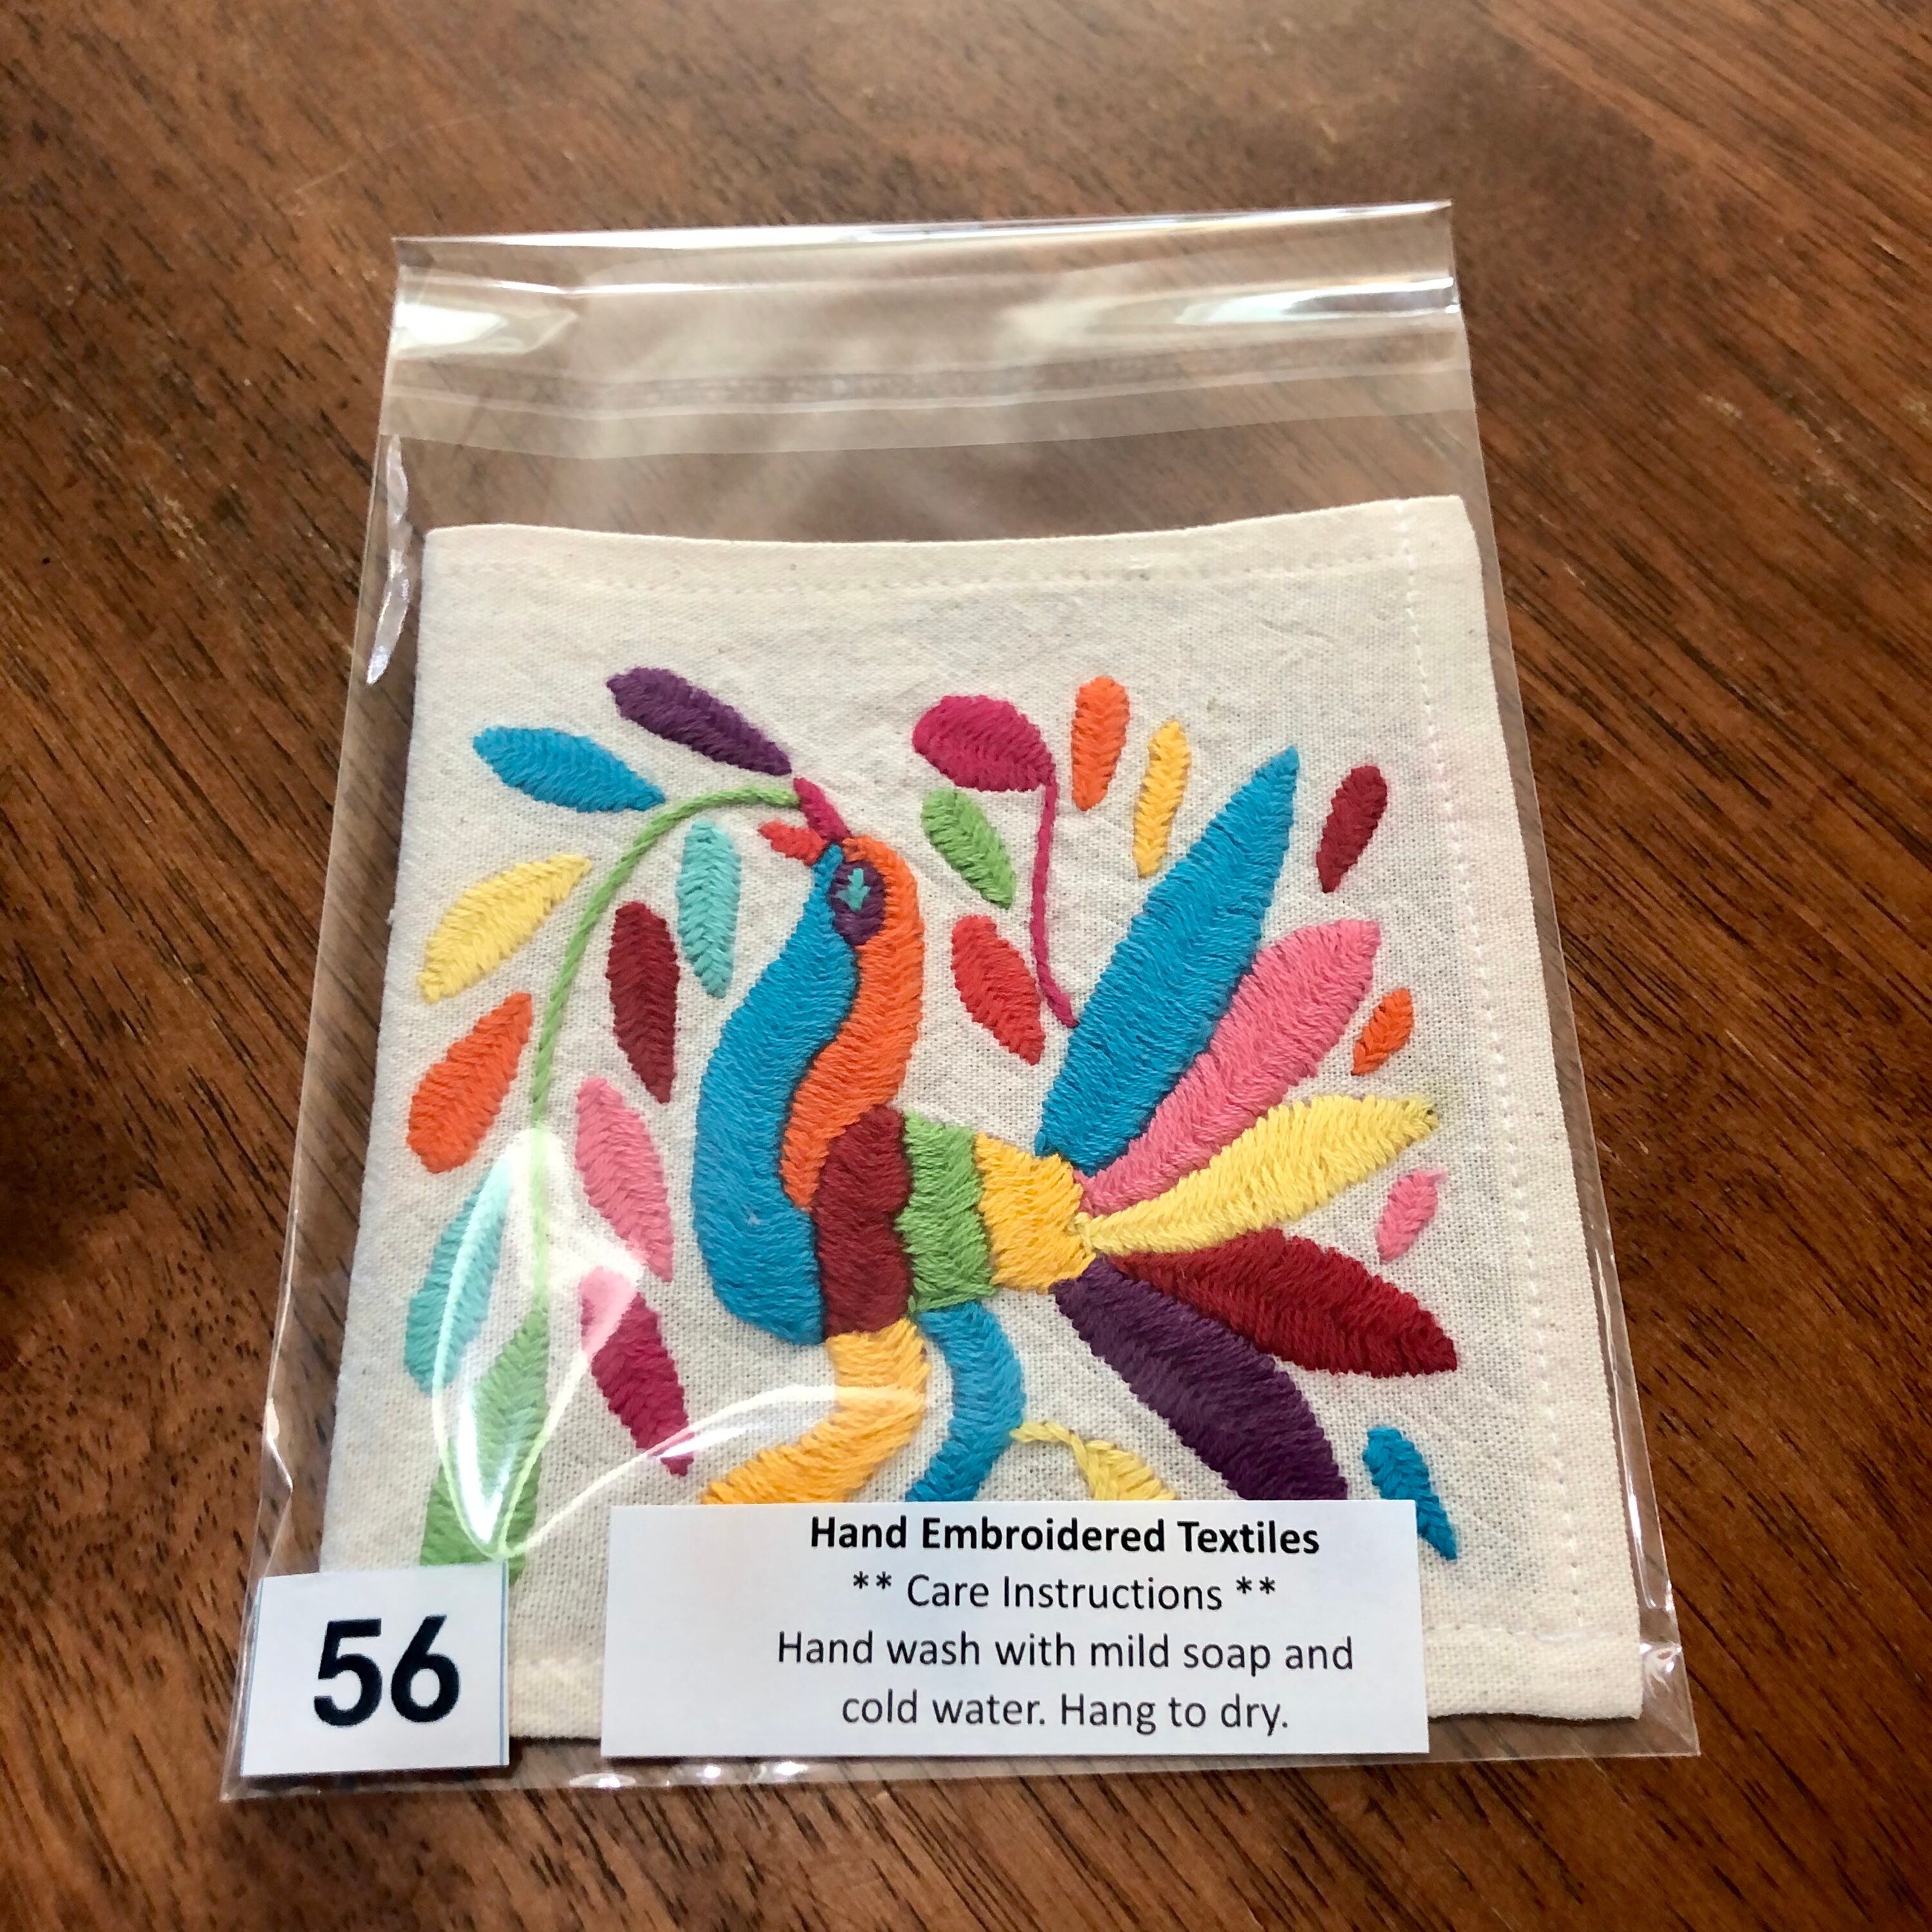 Hand Embroidered Textiles
** Care Instructions **
Hand wash with mild soap and
cold water. Hang to dry.
56